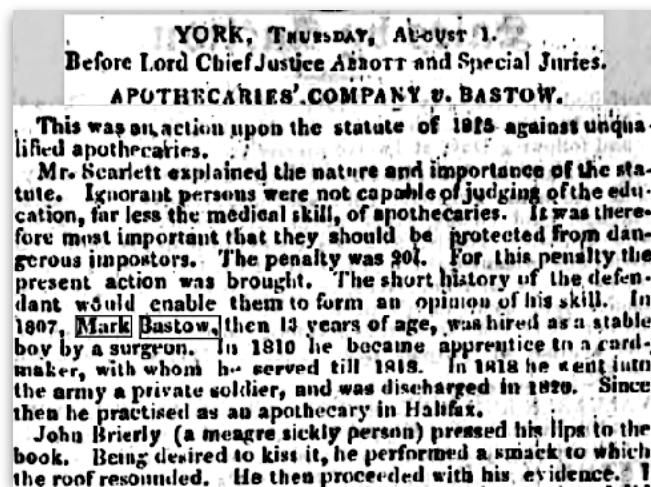 YORK, THURSDAY, AUGUST 1.
Before Lord Chief Justice ABBOTT and Special Juries.
APOTHECARIES' COMPANY v. BASTOW.
This was an action upon the statute of 1815 against unqua-
lified apothecaries.
Mr. Scarlett explained the nature and importance of the sta-
tute. Ignorant persons were not capable of judging of the edu-
cation, far less the medical skill, of apothecaries. It was there-
fore most important that they should be protected from dan-
gerous impostors. The penalty was 20l. For this penalty the
present action was brought. The short history of the defen-
dant would enable them to form an opinion of his skill. In
1807, Mark Bastow, then 13 years of age, was hired as a stable
boy by a surgeon. In 1810 he became apprentice to a card-
maker, with whom he served till 1818. In 1818 he went into
the army a private soldier, and was discharged in 1820. Since
then he practised as an apothecary in Halifax.
John Brierly (a meagre sickly person) pressed his lips to the
book. Being desired to kiss it, he performed a smack to which
the roof resounded. He then proceeded with his evidence. I